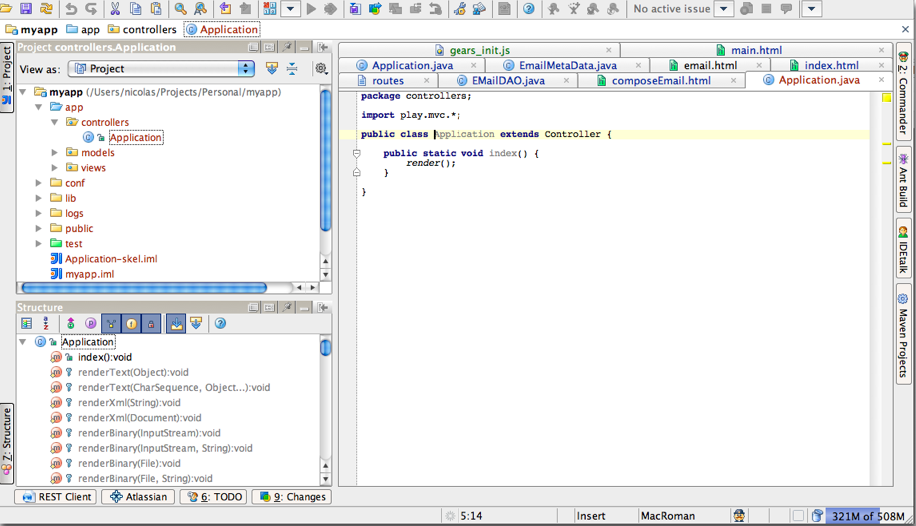 No active issue
myapp app controllers Application
Project controllers.Application
View as: Project
myapp (/Users/nicolas/Projects/Personal/myapp)
app
controllers
Application
models
views
conf
lib
logs
public
test
Application-skel.iml
myapp.iml
Structure
Application
index():void
renderText(Object):void
renderText(CharSequence, Object...):void
renderXml(String):void
renderXml(Document):void
renderBinary(InputStream):void
renderBinary(InputStream, String):void
renderBinary(File):void
renderBinary(File, String):void
1: Project
Z: Structure
gears_init.js main.html
Application.java EmailMetaData.java email.html index.html
routes EMailDAO.java composeEmail.html Application.java
package controllers;
import play.mvc.*;
public class Application extends Controller {
public static void index() {
render();
}
}
2: Commander
Ant Build
IDEtalk
Maven Projects
REST Client Atlassian 6: TODO 9: Changes
5:14 Insert MacRoman 321M of 508M